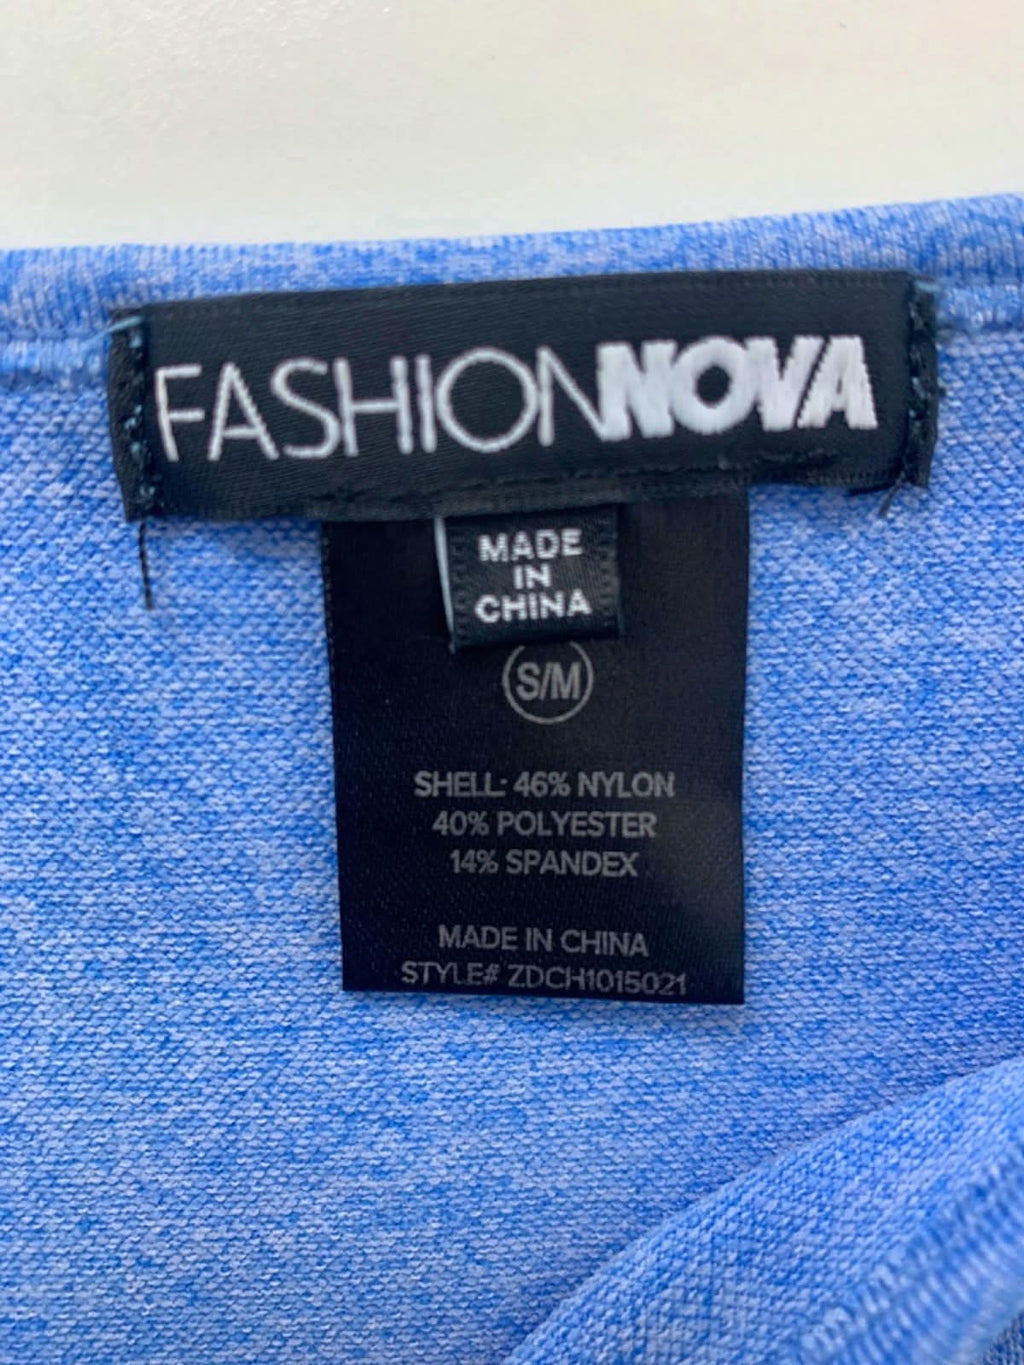 FASHIONNOVA
MADE
IN
CHINA
S/M
SHELL: 46% NYLON
40% POLYESTER
14% SPANDEX
MADE IN CHINA
STYLE# ZDCH1015021